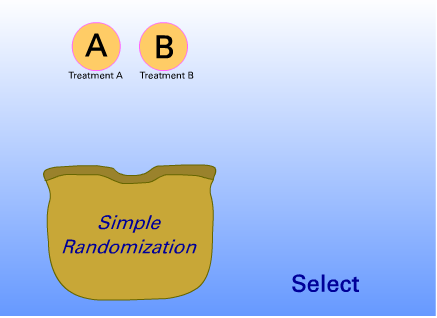 A B
Treatment A Treatment B
Simple
Randomization
Select